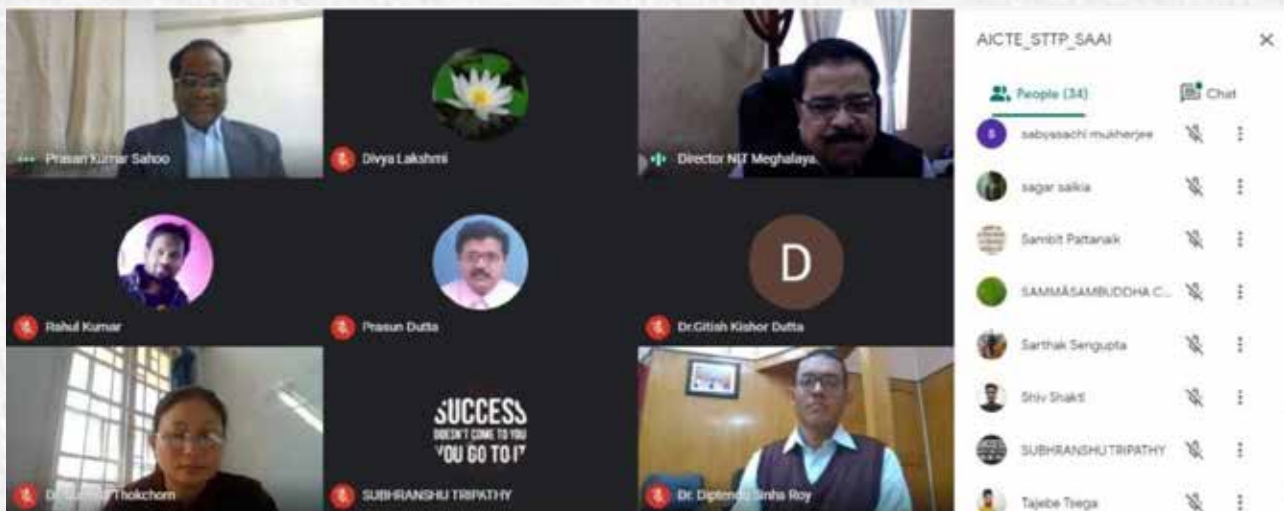 Prasan Kumar Sahoo
Divya Lakshmi
Director NIT Meghalaya
Rahul Kumar
Prasun Dutta
D
Dr.Gitish Kishor Dutta
Thokchom
SUCCESS
DOESN'T COME TO YOU
YOU GO TO IT
SUBHRANSHU TRIPATHY
Dr. Diptendu Sinha Roy
AICTE_STTP_SAAI
People (34)
Chat
S
sabyasachi mukherjee
sagar saikia
Sambit Pattanaik
SAMMĀSAMBUDDHA C...
Sarthak Sengupta
Shiv Shakti
SUBHRANSHU TRIPATHY
Tajebe Tsega